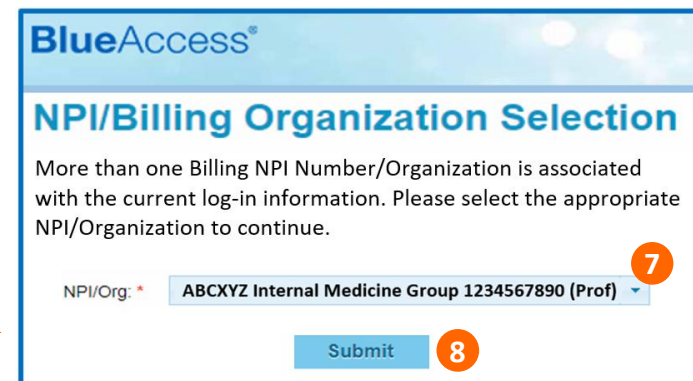 BlueAccess®
NPI/Billing Organization Selection
More than one Billing NPI Number/Organization is associated
with the current log-in information. Please select the appropriate
NPI/Organization to continue.
7
NPI/Org: * ABCXYZ Internal Medicine Group 1234567890 (Prof)
Submit 8